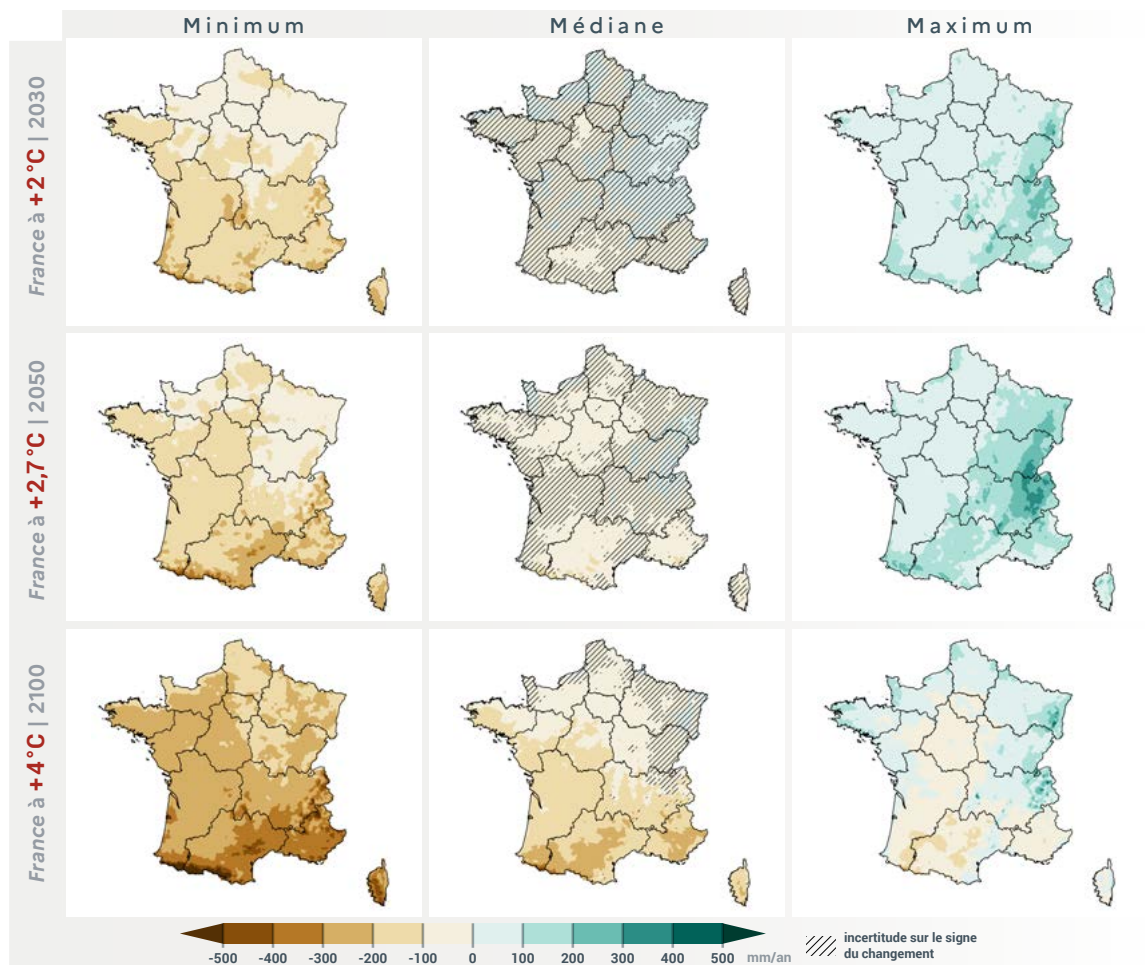 Minimum
Médiane
Maximum
France à +2°C | 2030
France à +2,7°C | 2050
France à +4°C | 2100
-500 -400 -300 -200 -100 0 100 200 300 400 500 mm/an
incertitude sur le signe
du changement